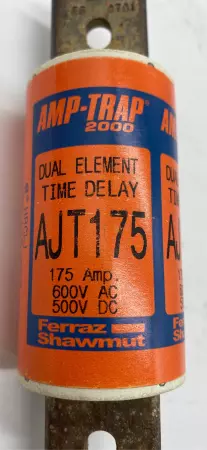 AMP-TRAP®
2000
DUAL ELEMENT
TIME DELAY
AJT175
175 Amp.
600V AC
500V DC
Ferraz
Shawmut